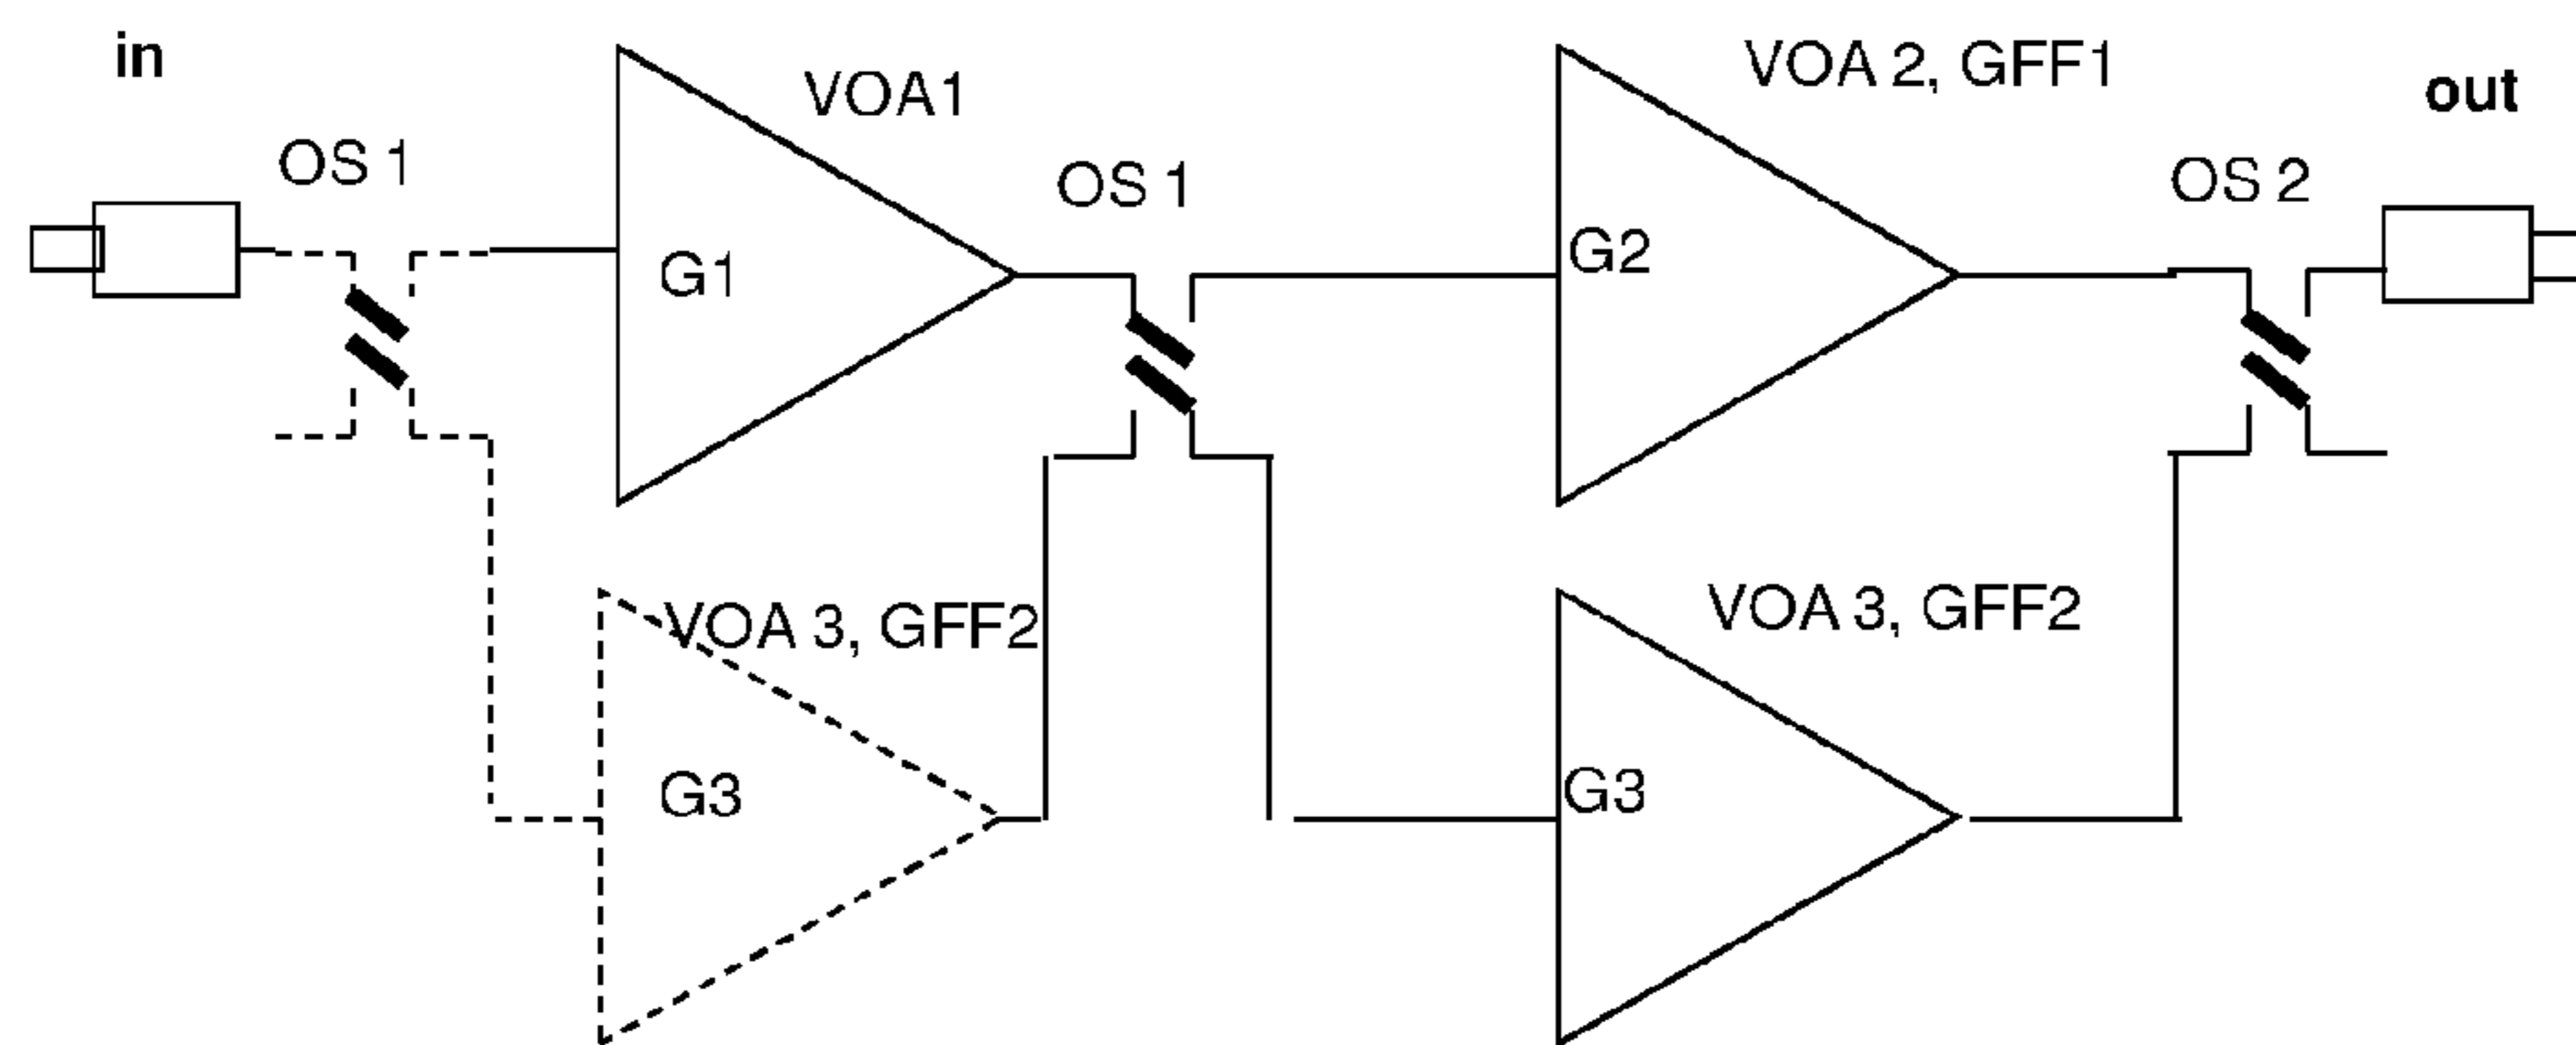 in
OS 1
VOA1
G1
OS 1
VOA 2, GFF1
G2
out
OS 2
VOA 3, GFF2
G3
VOA 3, GFF2
G3